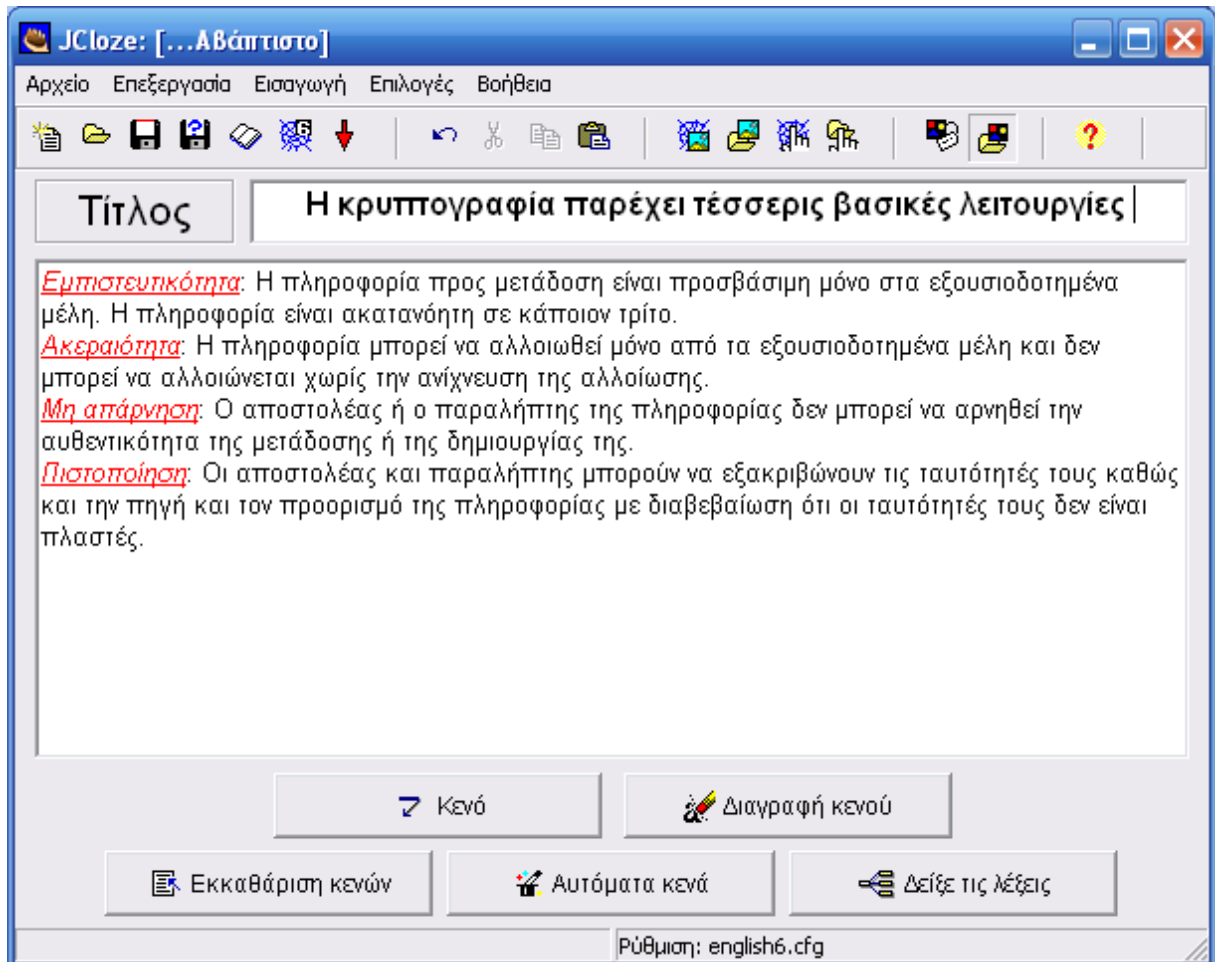 JCloze: [...Αβάπτιστο]
Αρχείο Επεξεργασία Εισαγωγή Επιλογές Βοήθεια
Τίτλος
Η κρυπτογραφία παρέχει τέσσερις βασικές λειτουργίες
Εμπιστευτικότητα: Η πληροφορία προς μετάδοση είναι προσβάσιμη μόνο στα εξουσιοδοτημένα
μέλη. Η πληροφορία είναι ακατανόητη σε κάποιον τρίτο.
Ακεραιότητα: Η πληροφορία μπορεί να αλλοιωθεί μόνο από τα εξουσιοδοτημένα μέλη και δεν
μπορεί να αλλοιώνεται χωρίς την ανίχνευση της αλλοίωσης.
Μη απάρνηση: Ο αποστολέας ή ο παραλήπτης της πληροφορίας δεν μπορεί να αρνηθεί την
αυθεντικότητα της μετάδοσης ή της δημιουργίας της.
Πιστοποίηση: Οι αποστολέας και παραλήπτης μπορούν να εξακριβώνουν τις ταυτότητές τους καθώς
και την πηγή και τον προορισμό της πληροφορίας με διαβεβαίωση ότι οι ταυτότητές τους δεν είναι
πλαστές.
Κενό Διαγραφή κενού
Εκκαθάριση κενών Αυτόματα κενά Δείξε τις λέξεις
Ρύθμιση: english6.cfg